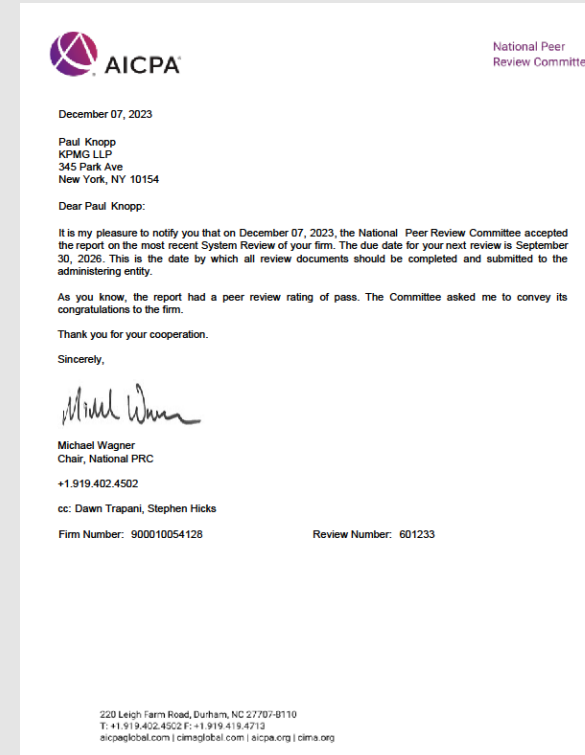 AICPA
National Peer
Review Committe
December 07, 2023
Paul Knopp
KPMG LLP
345 Park Ave
New York, NY 10154
Dear Paul Knopp:
It is my pleasure to notify you that on December 07, 2023, the National Peer Review Committee accepted
the report on the most recent System Review of your firm. The due date for your next review is September
30, 2026. This is the date by which all review documents should be completed and submitted to the
administering entity.
As you know, the report had a peer review rating of pass. The Committee asked me to convey its
congratulations to the firm.
Thank you for your cooperation.
Sincerely,
Michael Wagner
Chair, National PRC
+1.919.402.4502
cc: Dawn Trapani, Stephen Hicks
Firm Number: 900010054128 Review Number: 601233
220 Leigh Farm Road, Durham, NC 27707-8110
T: +1.919.402.4502 F: +1.919.419.4713
aicpaglobal.com | cimaglobal.com | aicpa.org | cima.org